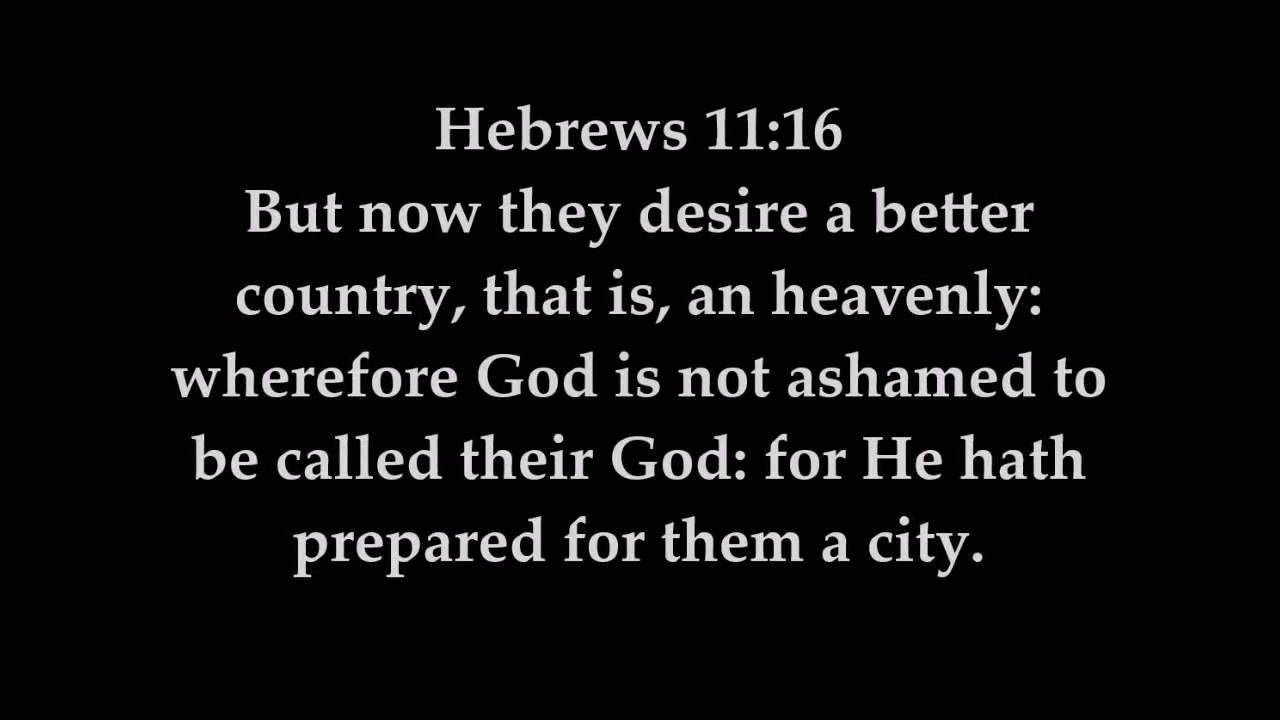 Hebrews 11:16
But now they desire a better
country, that is, an heavenly:
wherefore God is not ashamed to
be called their God: for He hath
prepared for them a city.